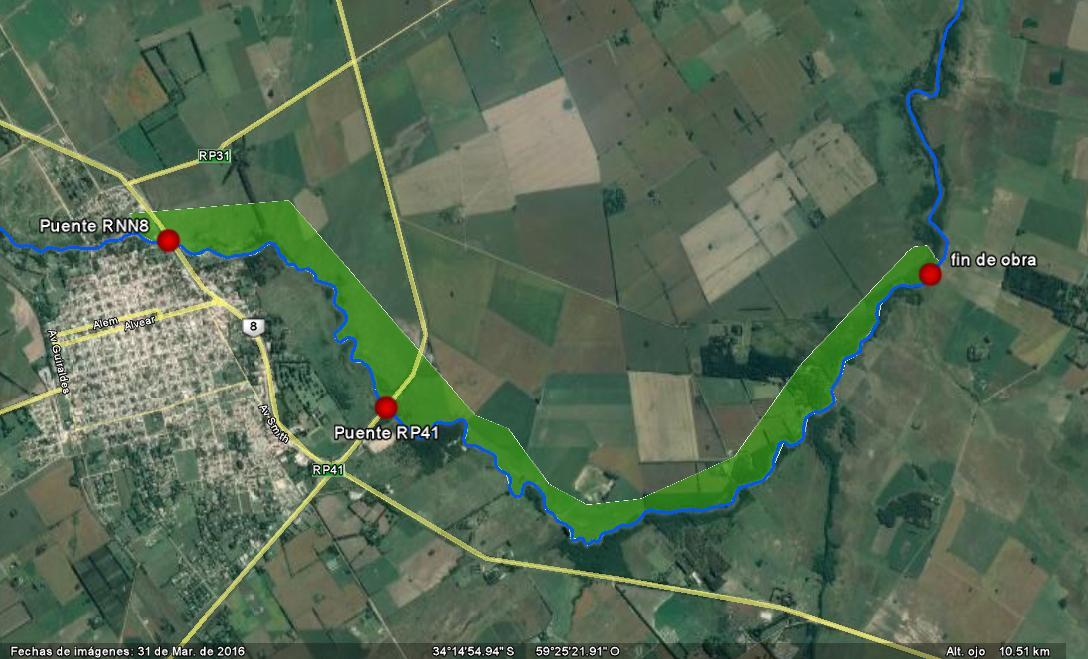 RP31
Puente RNN8
fin de obra
Alem
Alvear
8
Av Guiraldes
Av Smith
Puente RP41
RP41
Fechas de imágenes: 31 de Mar. de 2016 34°14'54.94" S 59°25'21.91" O Alt. ojo 10.51 km